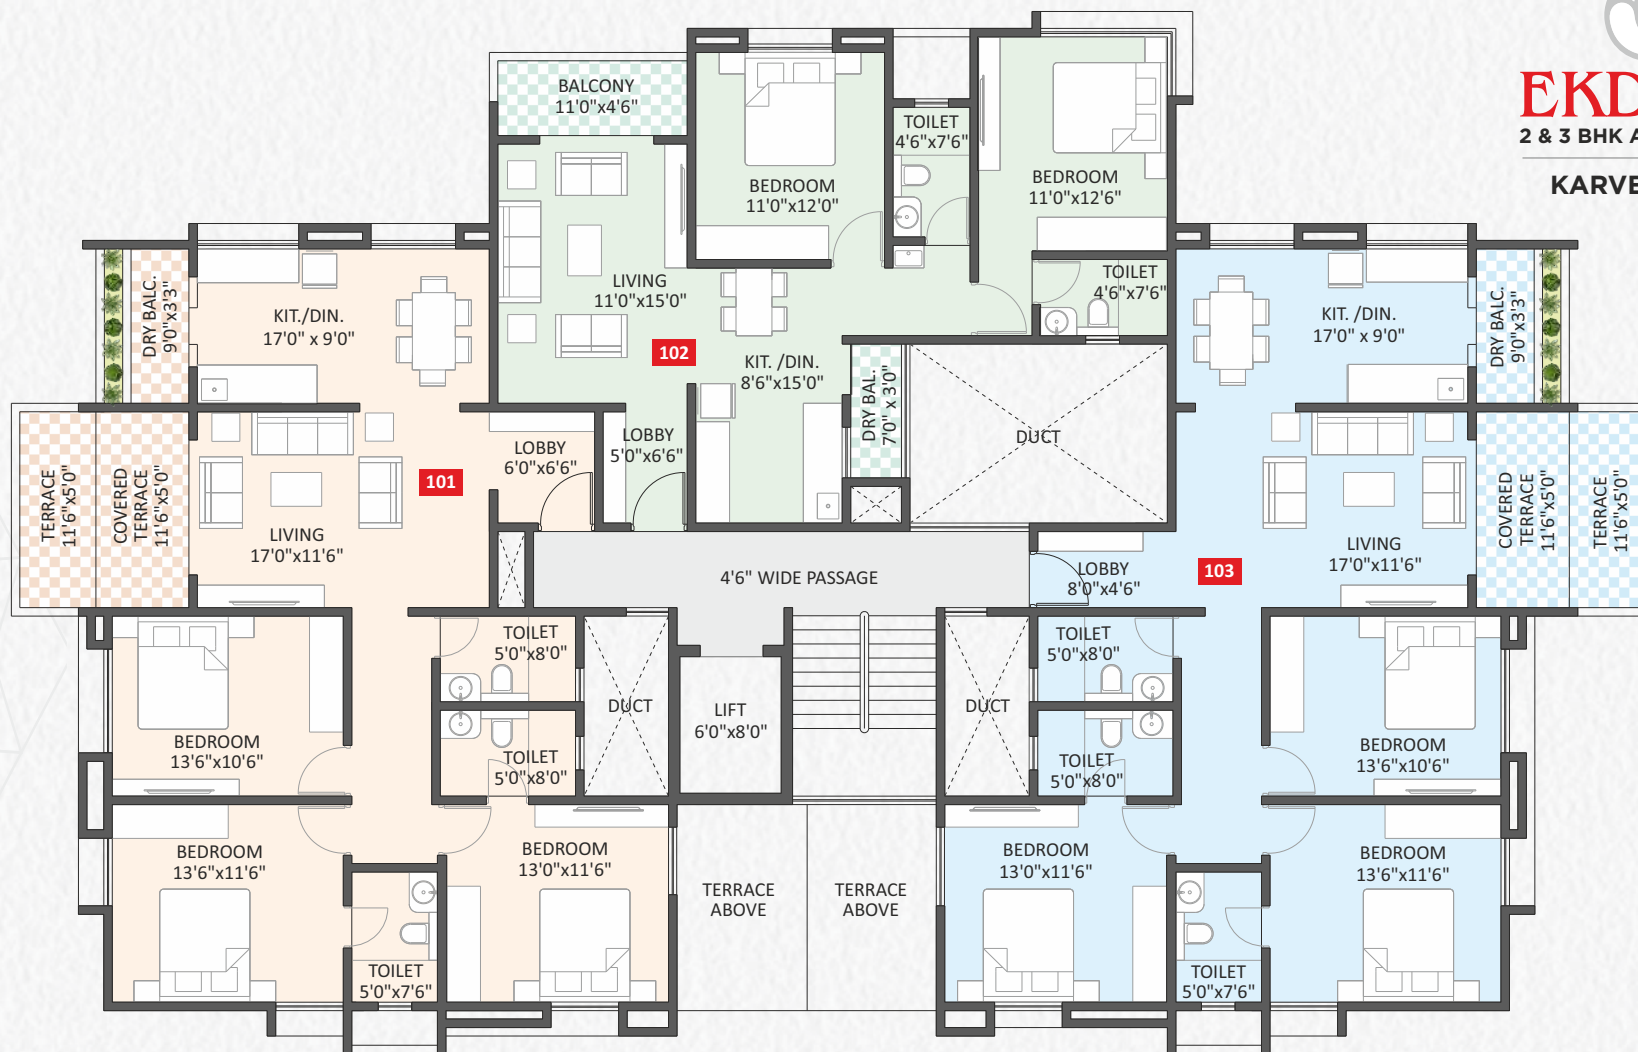 EKD
2 & 3 BHK A
KARVE
BALCONY
11'0"x4'6"
TOILET
4'6"x7'6"
BEDROOM
11'0"x12'0"
BEDROOM
11'0"x12'6"
LIVING
11'0"x15'0"
TOILET
4'6"x7'6"
DRY BALC.
9'0"x3'3"
KIT./DIN.
17'0" x 9'0"
102
KIT. /DIN.
8'6"x15'0"
KIT. /DIN.
17'0" x 9'0"
DRY BALC.
9'0"x3'3"
DRY BAL.
7'0" x 3'0"
DUCT
LOBBY
6'0"x6'6"
LOBBY
5'0"x6'6"
101
TERRACE
11'6"x5'0"
COVERED
TERRACE
11'6"x5'0"
LIVING
17'0"x11'6"
4'6" WIDE PASSAGE
LOBBY
8'0"x4'6"
103
LIVING
17'0"x11'6"
COVERED
TERRACE
11'6"x5'0"
TERRACE
11'6"x5'0"
TOILET
5'0"x8'0"
TOILET
5'0"x8'0"
DUCT
LIFT
6'0"x8'0"
DUCT
BEDROOM
13'6"x10'6"
TOILET
5'0"x8'0"
TOILET
5'0"x8'0"
BEDROOM
13'6"x10'6"
BEDROOM
13'6"x11'6"
BEDROOM
13'0"x11'6"
TERRACE
ABOVE
TERRACE
ABOVE
BEDROOM
13'0"x11'6"
BEDROOM
13'6"x11'6"
TOILET
5'0"x7'6"
TOILET
5'0"x7'6"